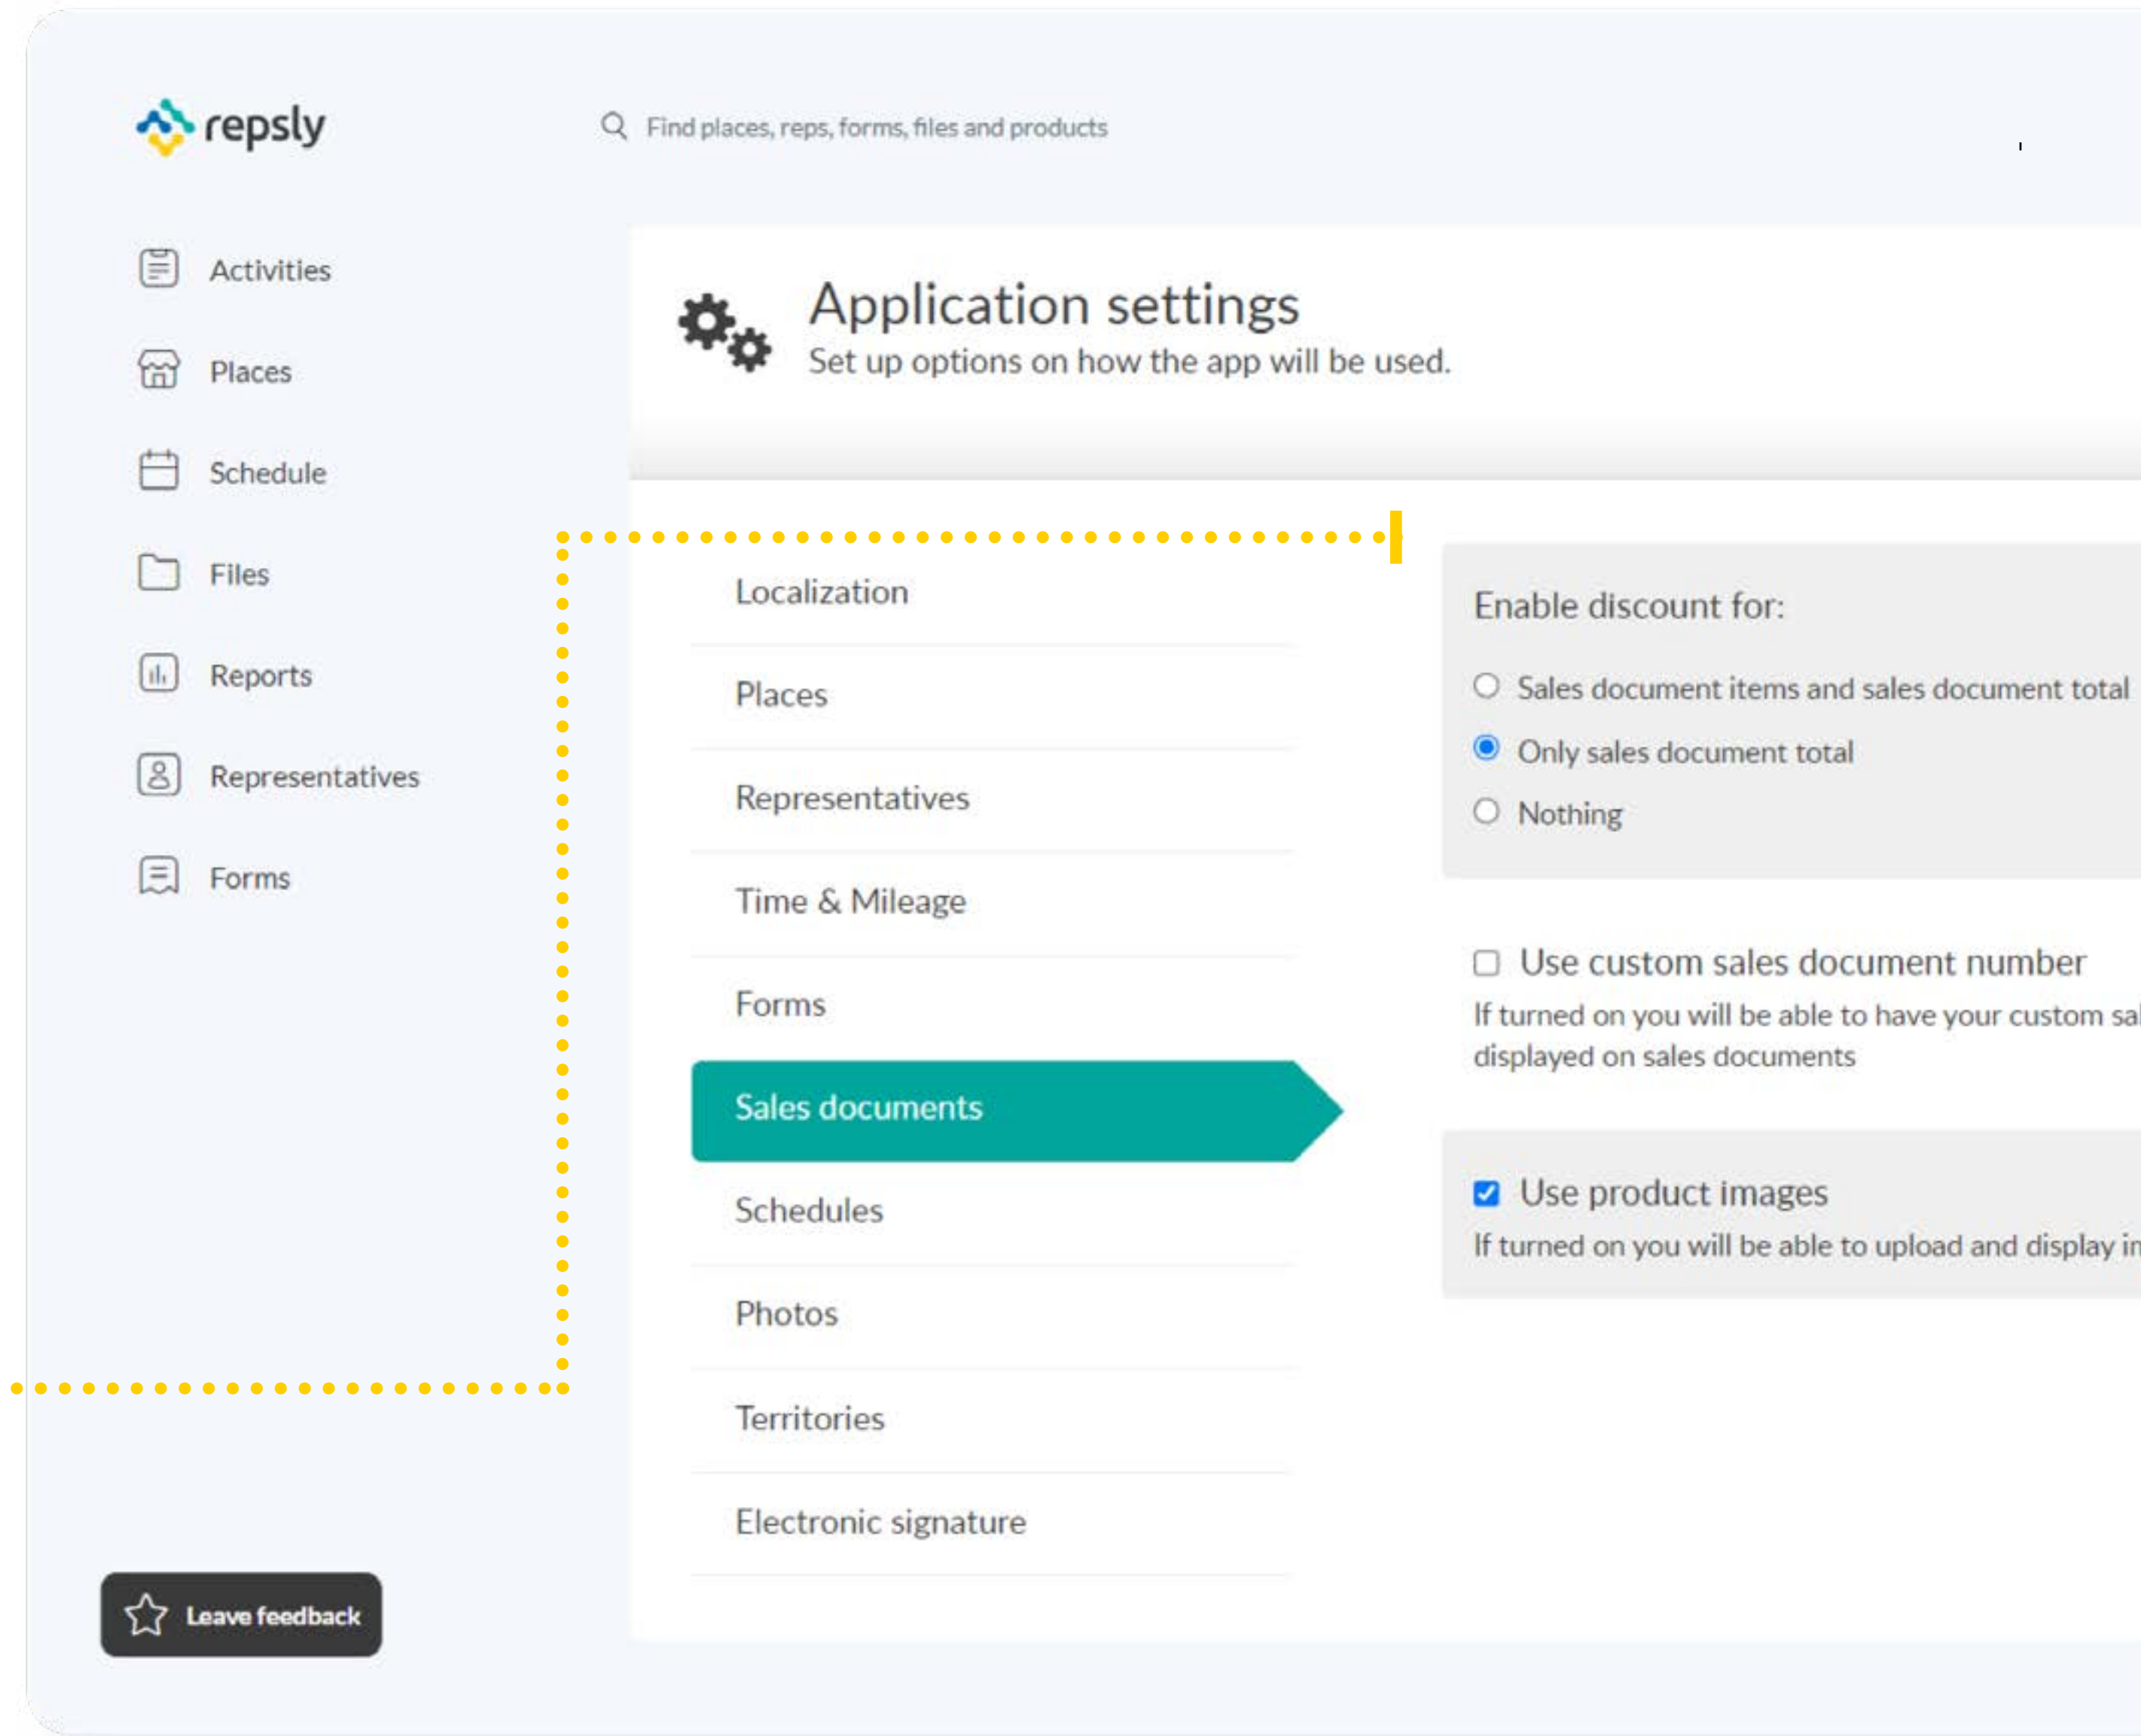 repsly
Find places, reps, forms, files and products
Activities
Places
Schedule
Files
Reports
Representatives
Forms
Leave feedback
Application settings
Set up options on how the app will be used.
Localization
Places
Representatives
Time & Mileage
Forms
Sales documents
Schedules
Photos
Territories
Electronic signature
Enable discount for:
Sales document items and sales document total
Only sales document total
Nothing
Use custom sales document number
If turned on you will be able to have your custom
displayed on sales documents
Use product images
If turned on you will be able to upload and display